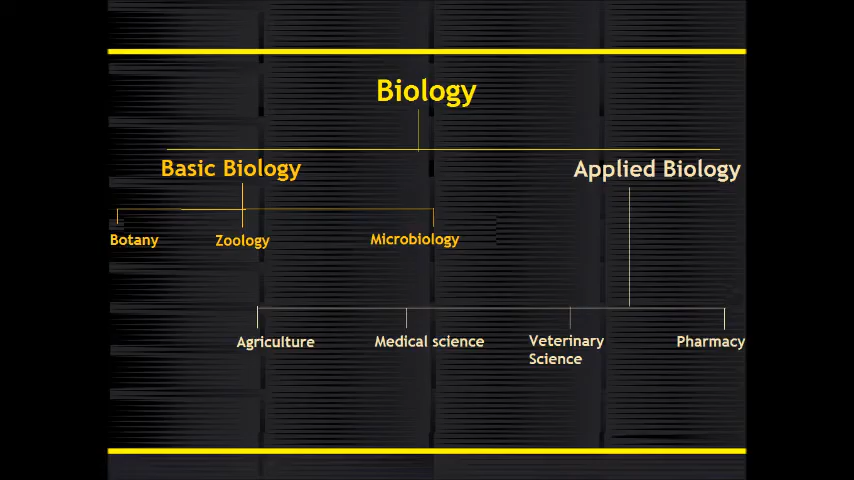 Biology
Basic Biology
Applied Biology
Botany
Zoology
Microbiology
Agriculture
Medical science
Veterinary
Science
Pharmacy